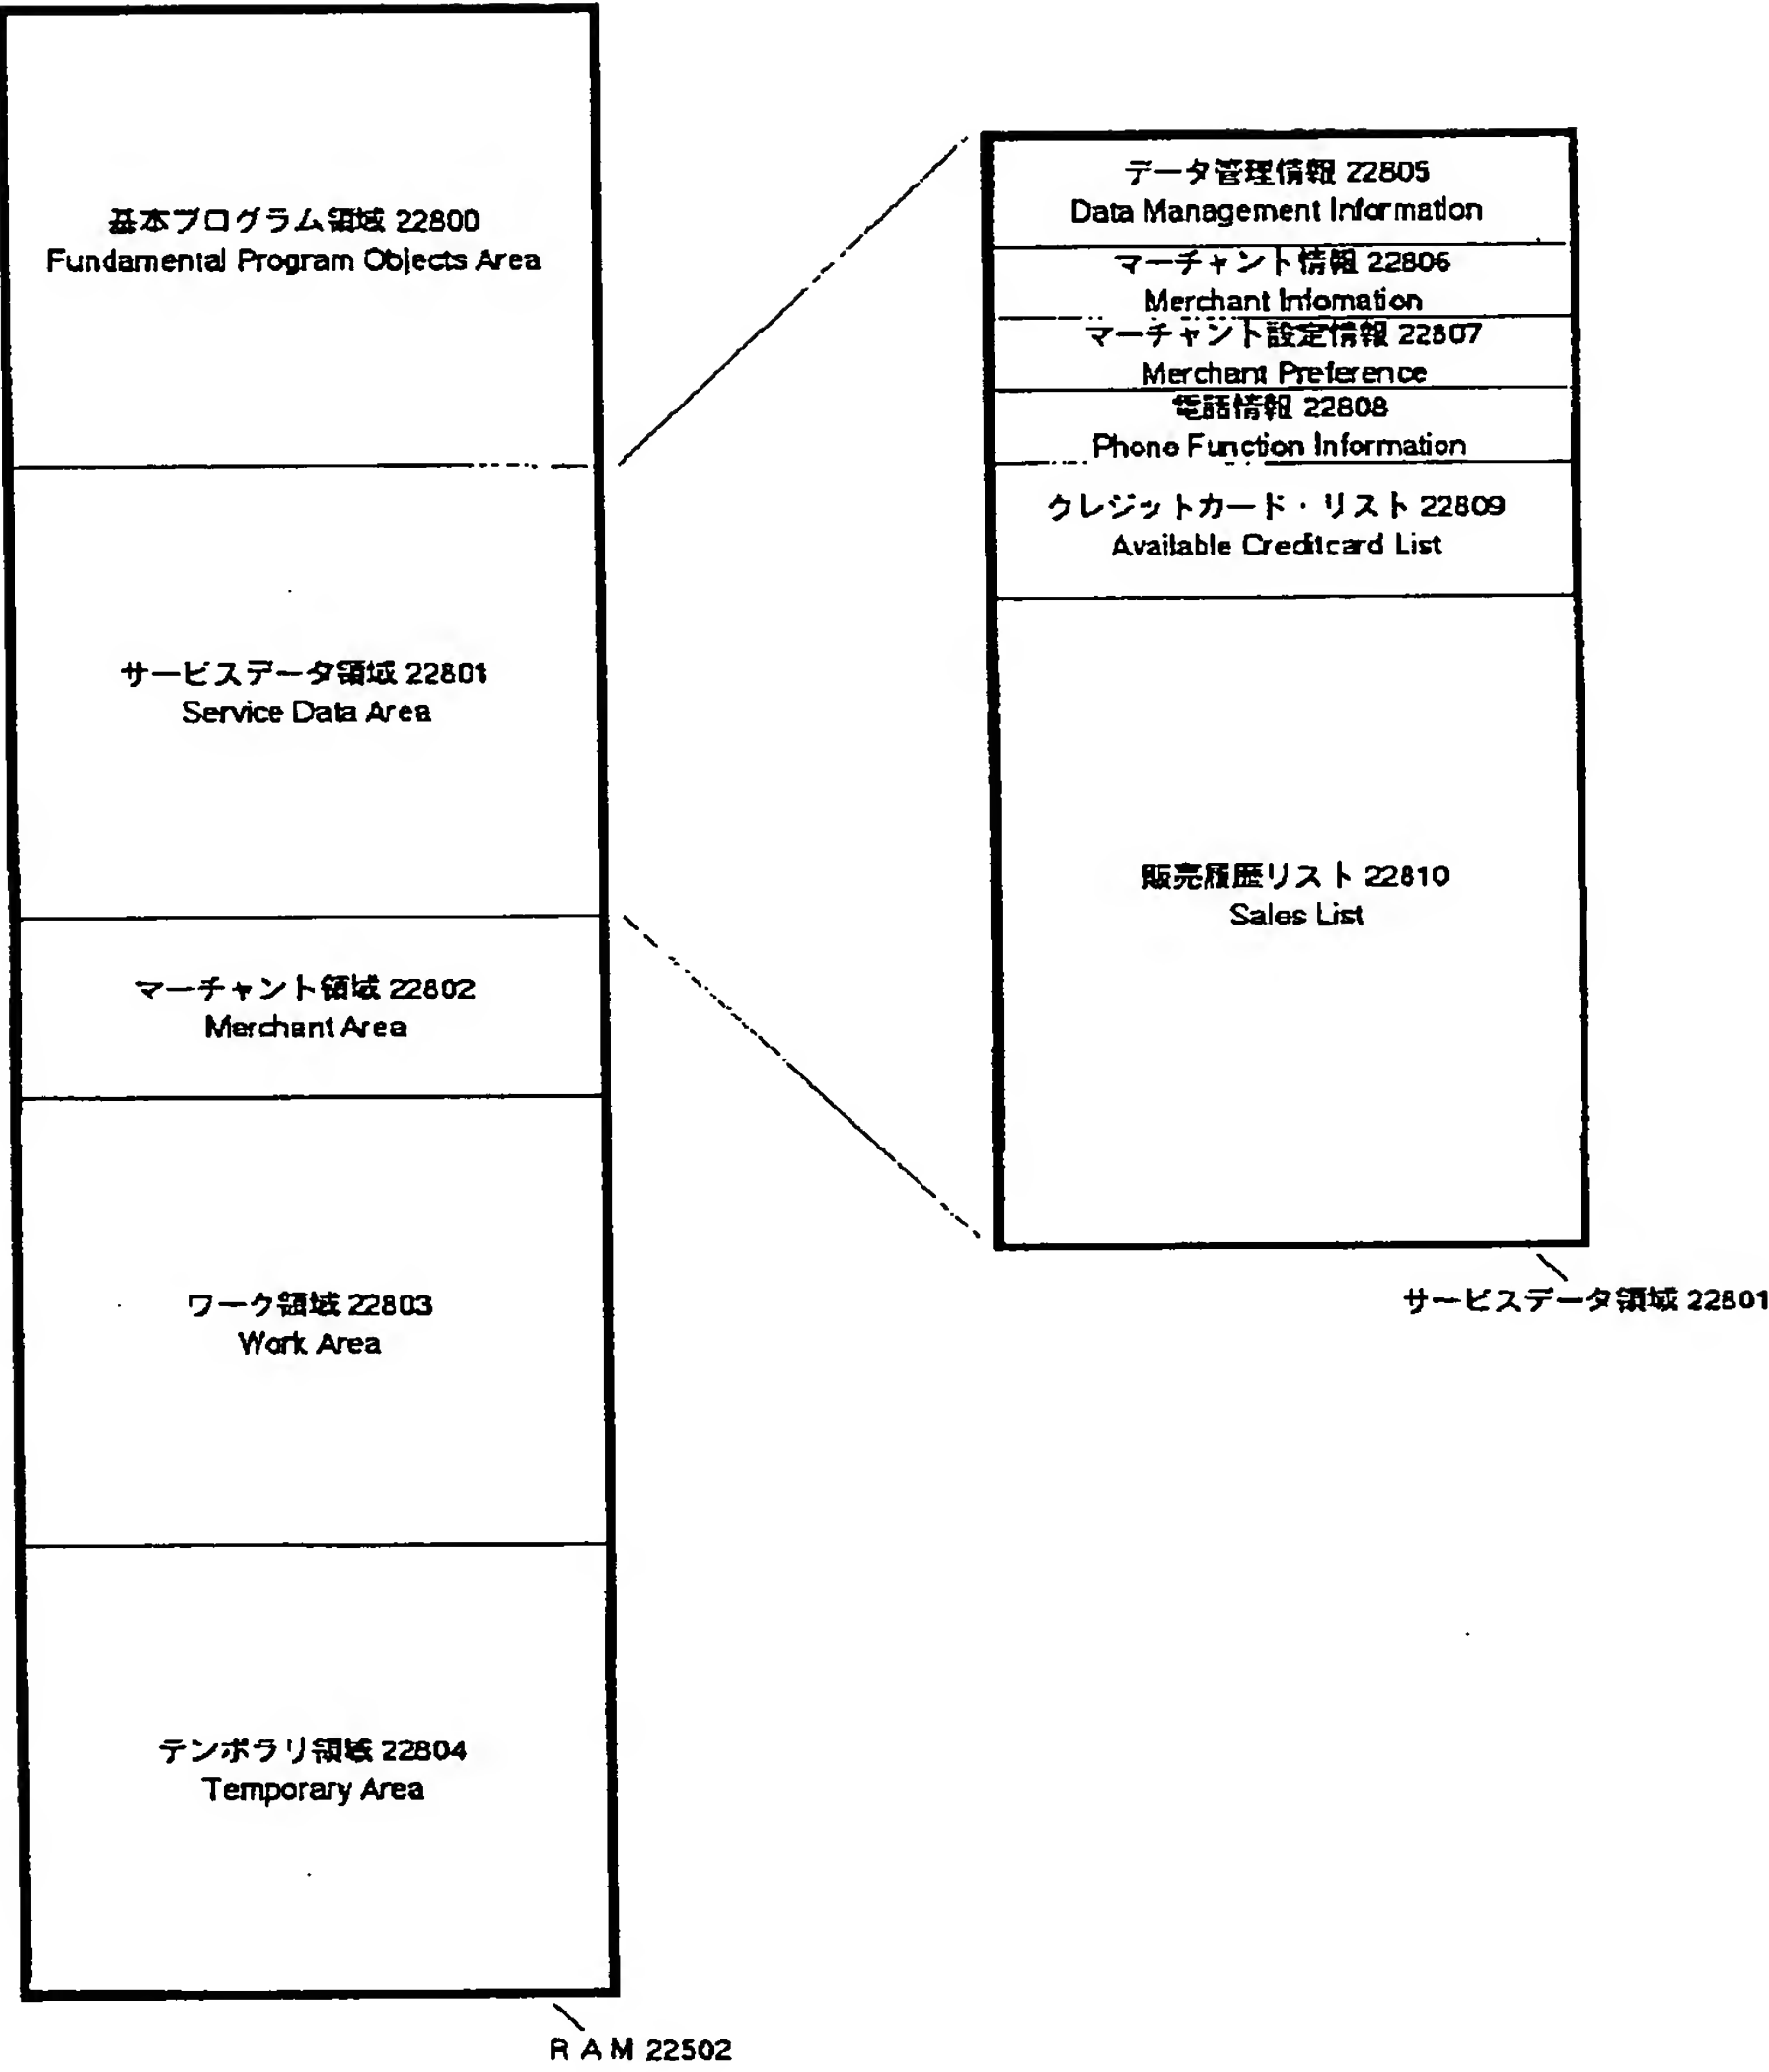 基本プログラム領域 22800
Fundamental Program Objects Area
サービスデータ領域 22801
Service Data Area
マーチャント領域 22802
Merchant Area
ワーク領域 22803
Work Area
テンポラリ領域 22804
Temporary Area
RAM 22502
データ管理情報 22805
Data Management Information
マーチャント情報 22806
Merchant Infomation
マーチャント設定情報 22807
Merchant Preference
電話情報 22808
Phone Function Information
クレジットカード・リスト 22809
Available Creditcard List
販売履歴リスト 22810
Sales List
サービスデータ領域 22801